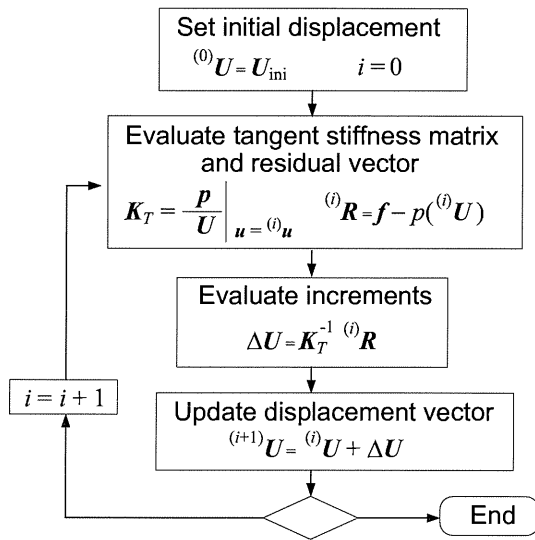 Set initial displacement
(0)U = U_ini i = 0
Evaluate tangent stiffness matrix
and residual vector
K_T = p/U | u = (i)u (i)R = f − p((i)U)
Evaluate increments
ΔU = K_T^-1 (i)R
i = i + 1
Update displacement vector
(i+1)U = (i)U + ΔU
End